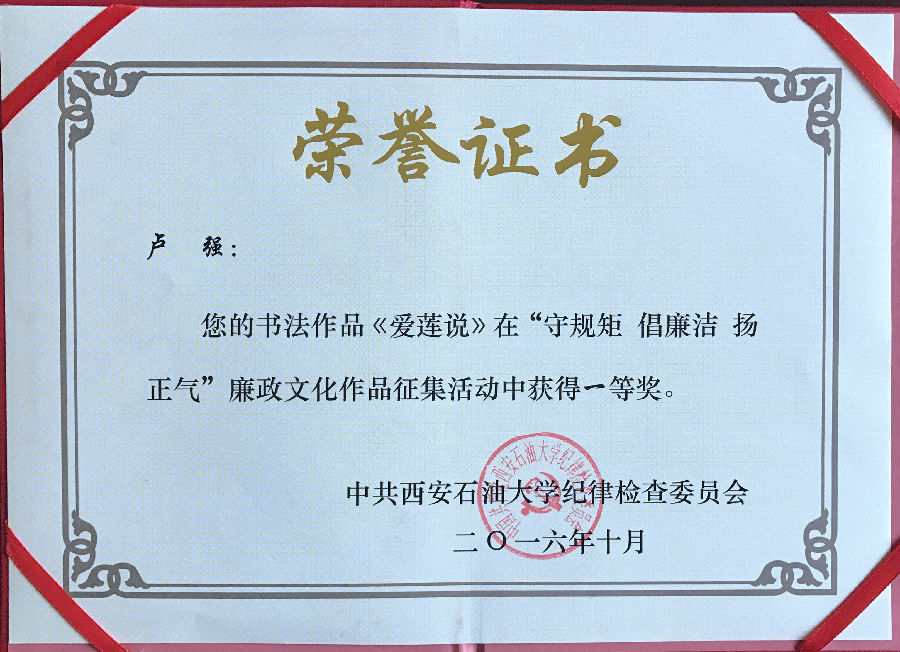 荣誉证书
卢 强：
您的书法作品《爱莲说》在“守规矩 倡廉洁 扬
正气”廉政文化作品征集活动中获得一等奖。
中共西安石油大学纪律检查委员会
二〇一六年十月